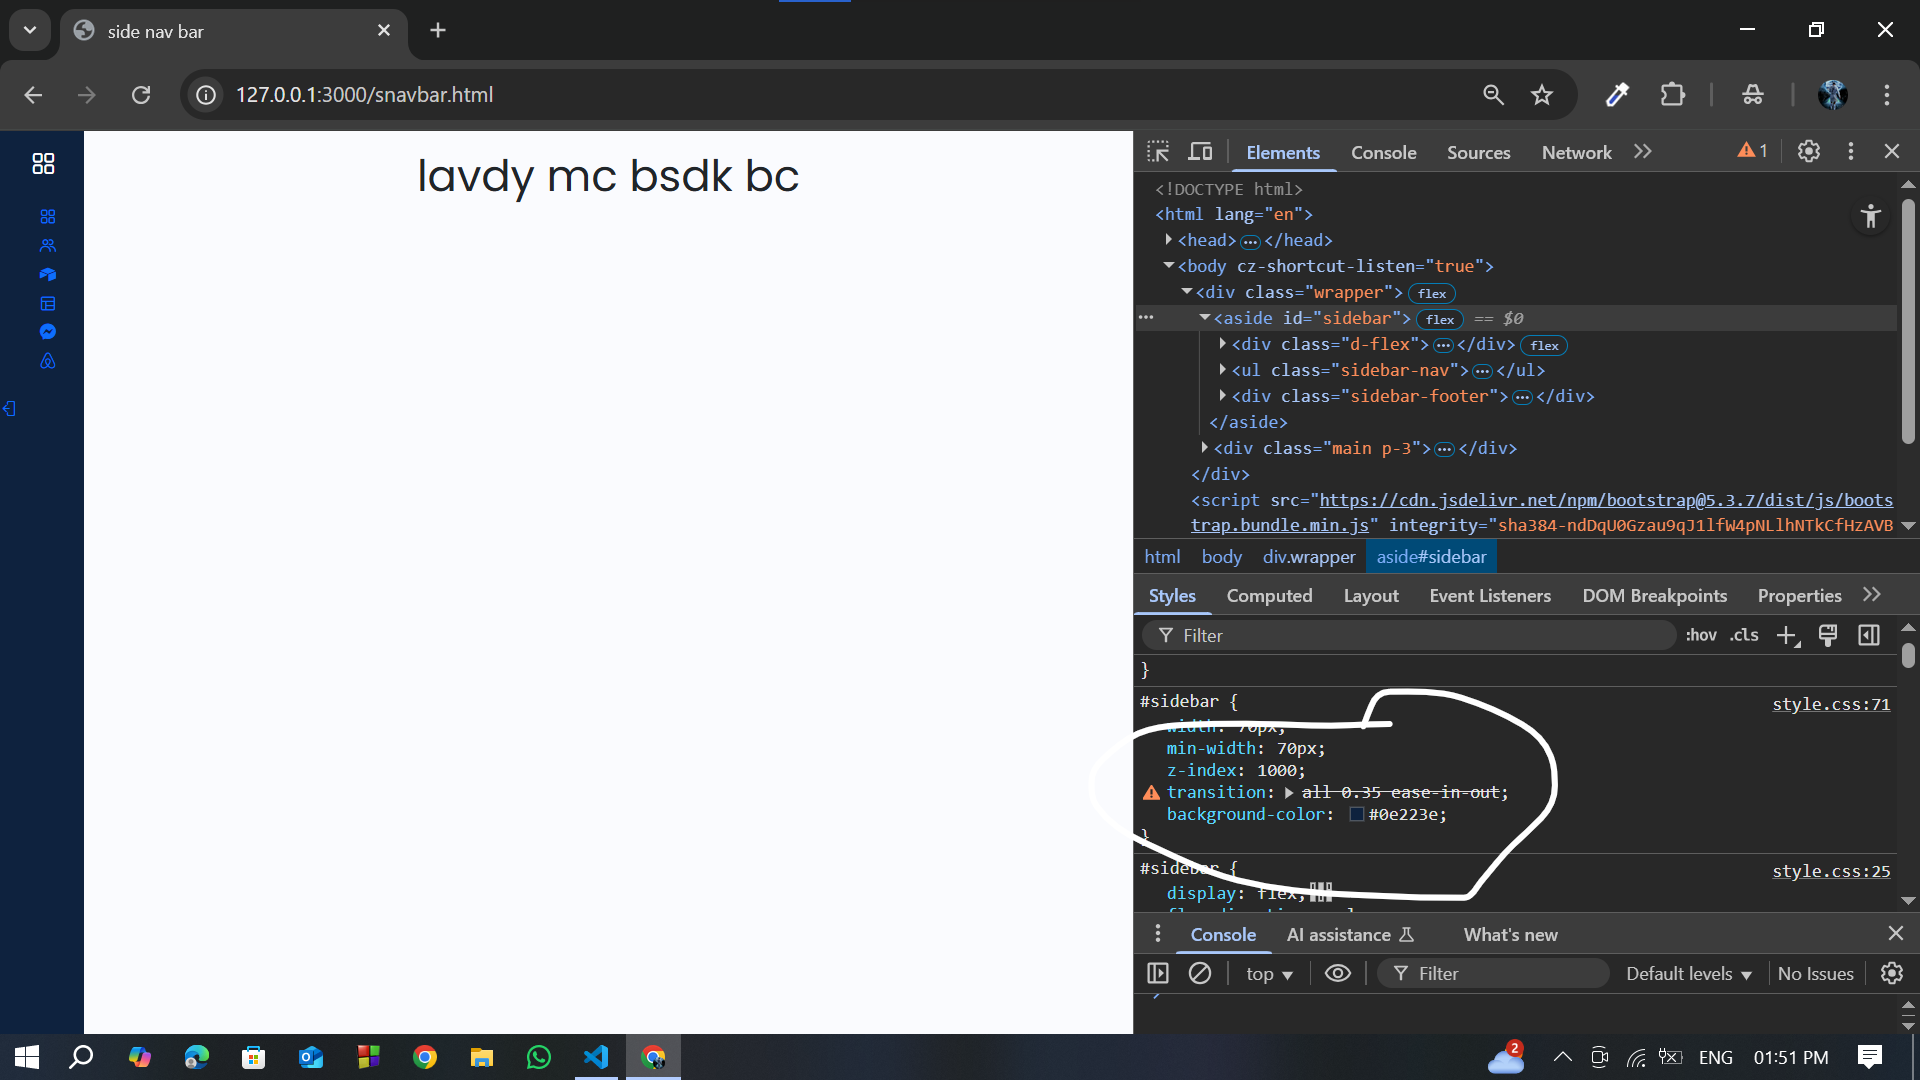 side nav bar
127.0.0.1:3000/snavbar.html
lavdy mc bsdk bc
Elements Console Sources Network 1
<!DOCTYPE html>
<html lang="en">
<head> </head>
<body cz-shortcut-listen="true">
<div class="wrapper"> flex
<aside id="sidebar"> flex == $0
<div class="d-flex"> </div> flex
<ul class="sidebar-nav"> </ul>
<div class="sidebar-footer"> </div>
</aside>
<div class="main p-3"> </div>
</div>
<script src="https://cdn.jsdelivr.net/npm/bootstrap@5.3.7/dist/js/boots
trap.bundle.min.js" integrity="sha384-ndDqU0Gzau9qJ1lfW4pNLlhNTkCfHzAVB
html body div.wrapper aside#sidebar
Styles Computed Layout Event Listeners DOM Breakpoints Properties
Filter :hov .cls
}
#sidebar { style.css:71
width: 70px;
min-width: 70px;
z-index: 1000;
transition: all 0.35 ease-in-out;
background-color: #0e223e;
}
#sidebar { style.css:25
display: flex;
Console AI assistance What's new
top Filter Default levels No Issues
2 ENG 01:51 PM